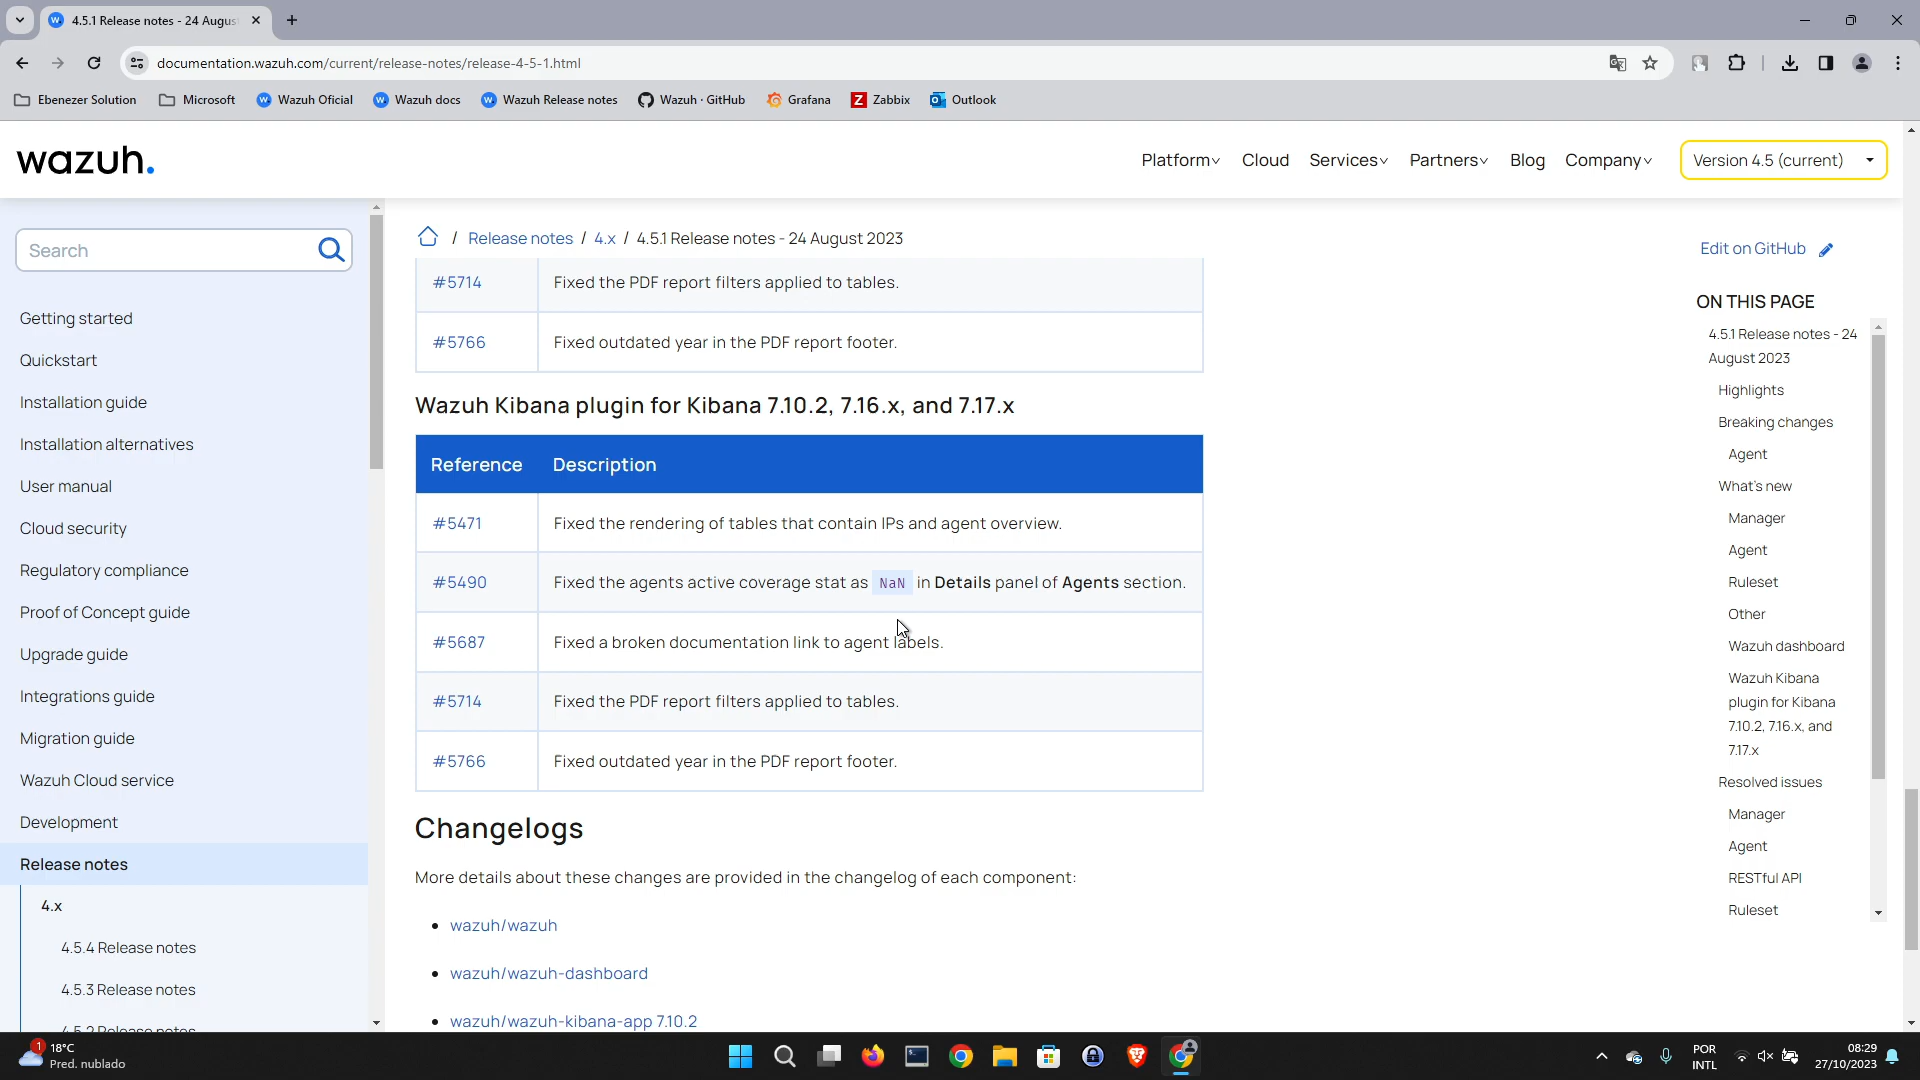 4.5.1 Release notes - 24 Augus
documentation.wazuh.com/current/release-notes/release-4-5-1.html
Ebenezer Solution
Microsoft
Wazuh Oficial
Wazuh docs
Wazuh Release notes
Wazuh · GitHub
Grafana
Zabbix
Outlook
wazuh.
Platform
Cloud
Services
Partners
Blog
Company
Version 4.5 (current)
Search
Getting started
Quickstart
Installation guide
Installation alternatives
User manual
Cloud security
Regulatory compliance
Proof of Concept guide
Upgrade guide
Integrations guide
Migration guide
Wazuh Cloud service
Development
Release notes
4.x
4.5.4 Release notes
4.5.3 Release notes
4.5.2 Release notes
/ Release notes / 4.x / 4.5.1 Release notes - 24 August 2023
#5714 Fixed the PDF report filters applied to tables.
#5766 Fixed outdated year in the PDF report footer.
Wazuh Kibana plugin for Kibana 7.10.2, 7.16.x, and 7.17.x
Reference Description
#5471 Fixed the rendering of tables that contain IPs and agent overview.
#5490 Fixed the agents active coverage stat as NaN in Details panel of Agents section.
#5687 Fixed a broken documentation link to agent labels.
#5714 Fixed the PDF report filters applied to tables.
#5766 Fixed outdated year in the PDF report footer.
Changelogs
More details about these changes are provided in the changelog of each component:
wazuh/wazuh
wazuh/wazuh-dashboard
wazuh/wazuh-kibana-app 7.10.2
Edit on GitHub
ON THIS PAGE
4.5.1 Release notes - 24
August 2023
Highlights
Breaking changes
Agent
What's new
Manager
Agent
Ruleset
Other
Wazuh dashboard
Wazuh Kibana
plugin for Kibana
7.10.2, 7.16.x, and
7.17.x
Resolved issues
Manager
Agent
RESTful API
Ruleset
1
18°C
Pred. nublado
POR
INTL
08:29
27/10/2023